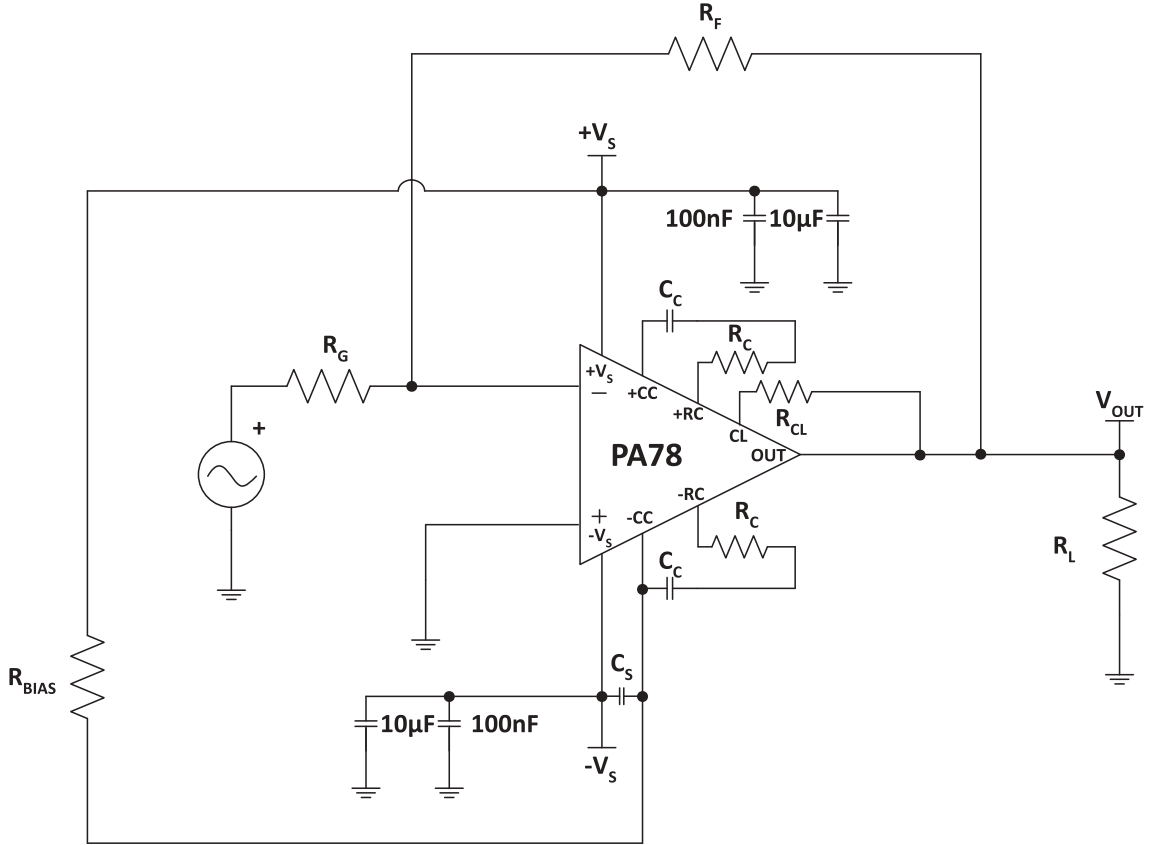 R_F
+V_S
100nF 10µF
C_C
R_C
R_G
+V_S
−
+CC
+RC
R_CL
CL
V_OUT
+
PA78
OUT
-RC
R_C
+
-CC
-V_S
C_C
R_L
R_BIAS
C_S
10µF 100nF
-V_S